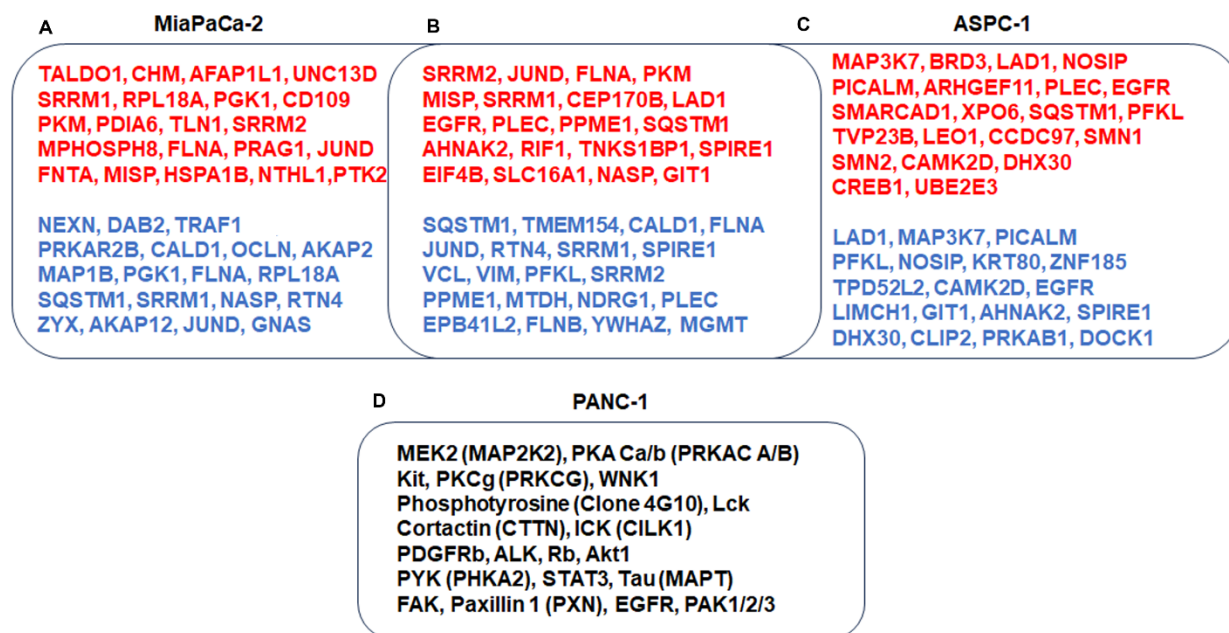 A
MiaPaCa-2
TALDO1, CHM, AFAP1L1, UNC13D
SRRM1, RPL18A, PGK1, CD109
PKM, PDIA6, TLN1, SRRM2
MPHOSPH8, FLNA, PRAG1, JUND
FNTA, MISP, HSPA1B, NTHL1, PTK2
NEXN, DAB2, TRAF1
PRKAR2B, CALD1, OCLN, AKAP2
MAP1B, PGK1, FLNA, RPL18A
SQSTM1, SRRM1, NASP, RTN4
ZYX, AKAP12, JUND, GNAS
B
SRRM2, JUND, FLNA, PKM
MISP, SRRM1, CEP170B, LAD1
EGFR, PLEC, PPME1, SQSTM1
AHNAK2, RIF1, TNKS1BP1, SPIRE1
EIF4B, SLC16A1, NASP, GIT1
SQSTM1, TMEM154, CALD1, FLNA
JUND, RTN4, SRRM1, SPIRE1
VCL, VIM, PFKL, SRRM2
PPME1, MTDH, NDRG1, PLEC
EPB41L2, FLNB, YWHAZ, MGMT
C
ASPC-1
MAP3K7, BRD3, LAD1, NOSIP
PICALM, ARHGEF11, PLEC, EGFR
SMARCAD1, XPO6, SQSTM1, PFKL
TVP23B, LEO1, CCDC97, SMN1
SMN2, CAMK2D, DHX30
CREB1, UBE2E3
LAD1, MAP3K7, PICALM
PFKL, NOSIP, KRT80, ZNF185
TPD52L2, CAMK2D, EGFR
LIMCH1, GIT1, AHNAK2, SPIRE1
DHX30, CLIP2, PRKAB1, DOCK1
D
PANC-1
MEK2 (MAP2K2), PKA Ca/b (PRKAC A/B)
Kit, PKCg (PRKCG), WNK1
Phosphotyrosine (Clone 4G10), Lck
Cortactin (CTTN), ICK (CILK1)
PDGFRb, ALK, Rb, Akt1
PYK (PHKA2), STAT3, Tau (MAPT)
FAK, Paxillin 1 (PXN), EGFR, PAK1/2/3